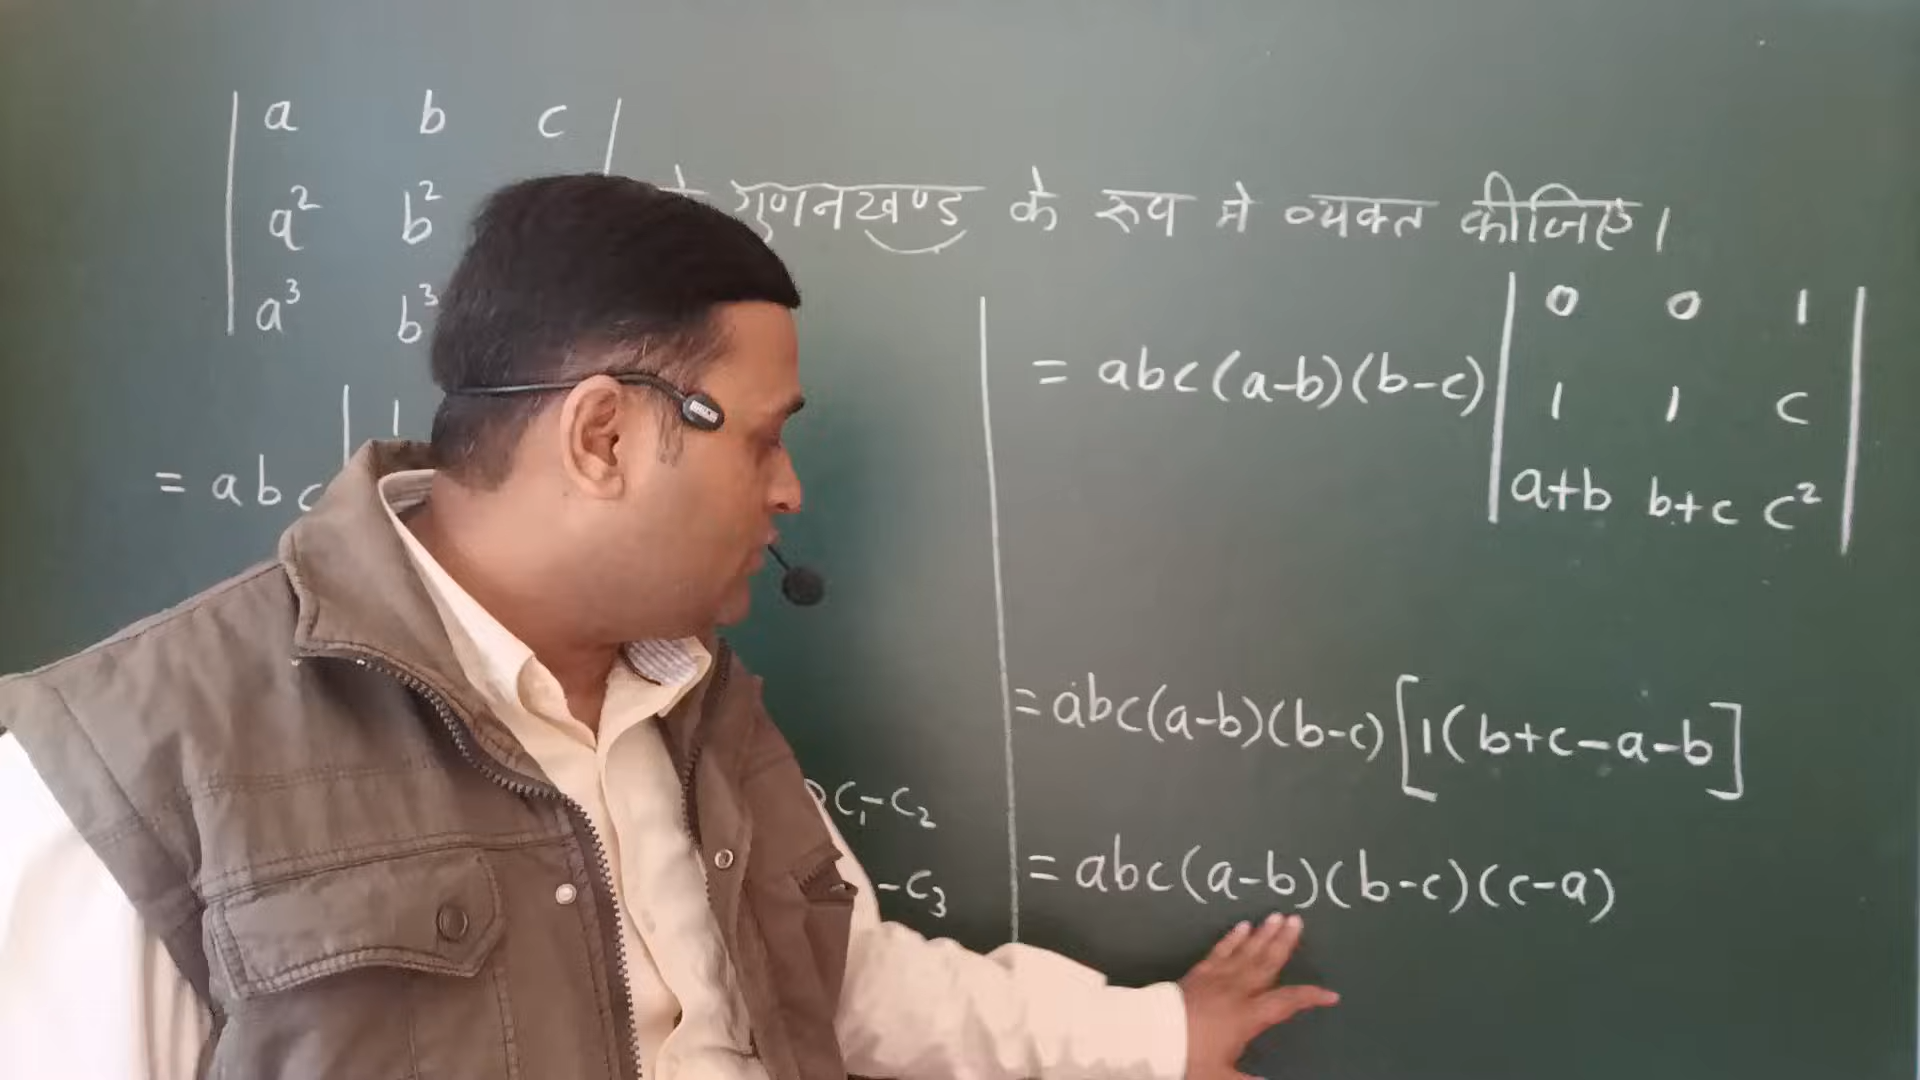 a b c
a² b²
a³ b³
गुणनखण्ड के रूप मे व्यक्त कीजिए।
1
= abc
C₁-C₂
-C₃
0 0 1
= abc(a-b)(b-c) 1 1 c
a+b b+c c²
= abc(a-b)(b-c)[1(b+c-a-b]
= abc(a-b)(b-c)(c-a)